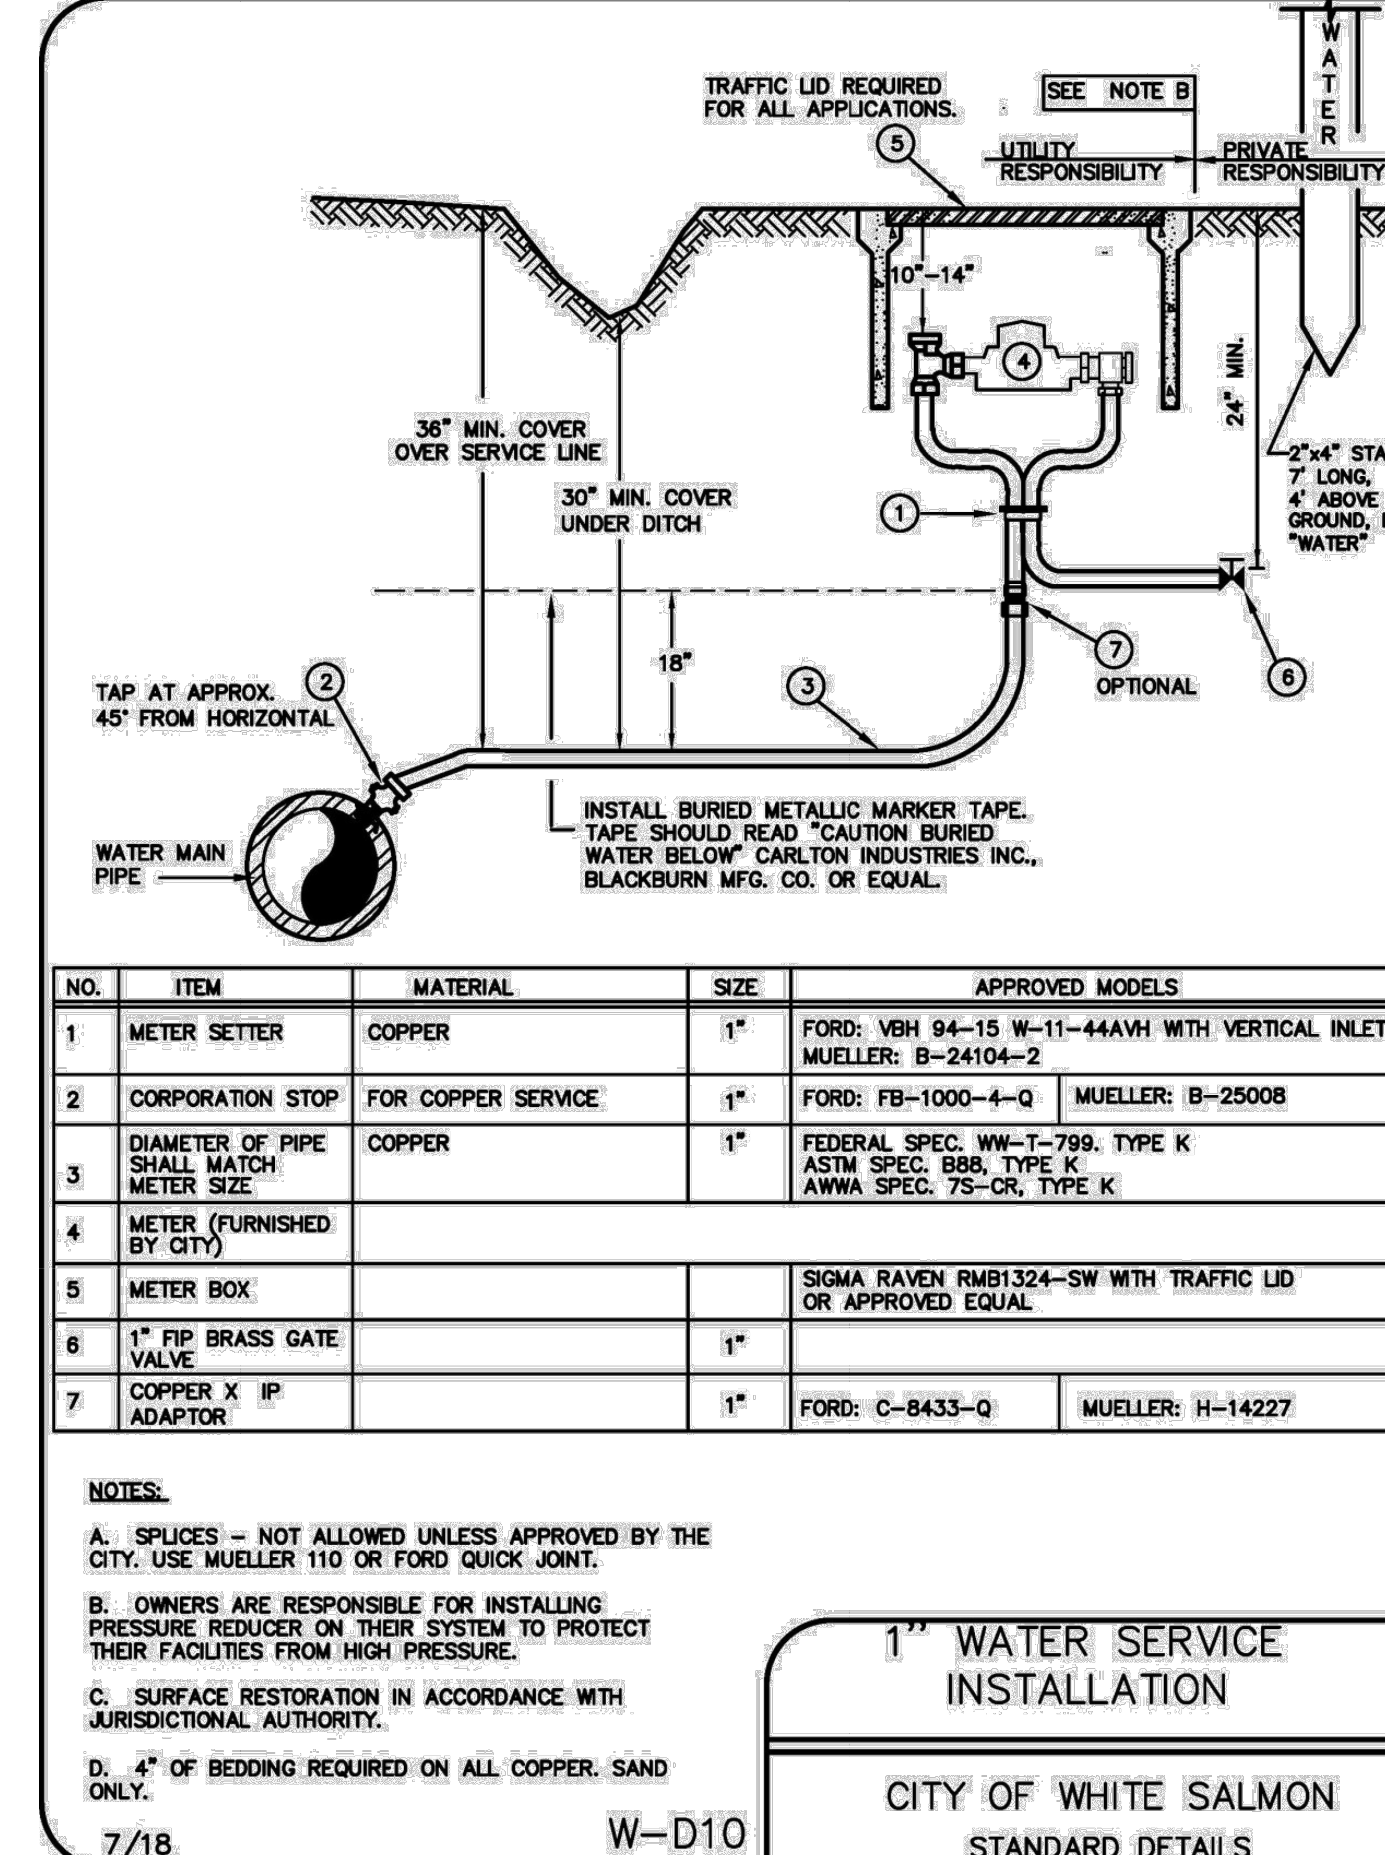 W
A
T
E
R
TRAFFIC LID REQUIRED
FOR ALL APPLICATIONS.
SEE NOTE B
5
UTILITY
RESPONSIBILITY
PRIVATE
RESPONSIBILITY
10"-14"
4
24" MIN.
36" MIN. COVER
OVER SERVICE LINE
30" MIN. COVER
UNDER DITCH
1
2"x4"
7' LONG,
4' ABOVE
GROUND,
"WATER"
18"
7
OPTIONAL
6
2
3
TAP AT APPROX.
45° FROM HORIZONTAL
INSTALL BURIED METALLIC MARKER TAPE.
TAPE SHOULD READ "CAUTION BURIED
WATER BELOW" CARLTON INDUSTRIES INC.,
BLACKBURN MFG. CO. OR EQUAL.
WATER MAIN
PIPE
NO. ITEM MATERIAL SIZE APPROVED MODELS
1 METER SETTER COPPER 1" FORD: VBH 94-15 W-11-44AVH WITH VERTICAL INLET
MUELLER: B-24104-2
2 CORPORATION STOP FOR COPPER SERVICE 1" FORD: FB-1000-4-Q MUELLER: B-25008
3 DIAMETER OF PIPE COPPER 1" FEDERAL SPEC. WW-T-799. TYPE K
SHALL MATCH ASTM SPEC. B88, TYPE K
METER SIZE AWWA SPEC. 7S-CR, TYPE K
4 METER (FURNISHED
BY CITY)
5 METER BOX SIGMA RAVEN RMB1324-SW WITH TRAFFIC LID
OR APPROVED EQUAL
6 1" FIP BRASS GATE 1"
VALVE
7 COPPER X IP 1" FORD: C-8433-Q MUELLER: H-14227
ADAPTOR
NOTES:
A. SPLICES - NOT ALLOWED UNLESS APPROVED BY THE
CITY. USE MUELLER 110 OR FORD QUICK JOINT.
B. OWNERS ARE RESPONSIBLE FOR INSTALLING
PRESSURE REDUCER ON THEIR SYSTEM TO PROTECT
THEIR FACILITIES FROM HIGH PRESSURE.
C. SURFACE RESTORATION IN ACCORDANCE WITH
JURISDICTIONAL AUTHORITY.
D. 4" OF BEDDING REQUIRED ON ALL COPPER. SAND
ONLY.
7/18
W-D10
1" WATER SERVICE
INSTALLATION
CITY OF WHITE SALMON
STANDARD DETAILS